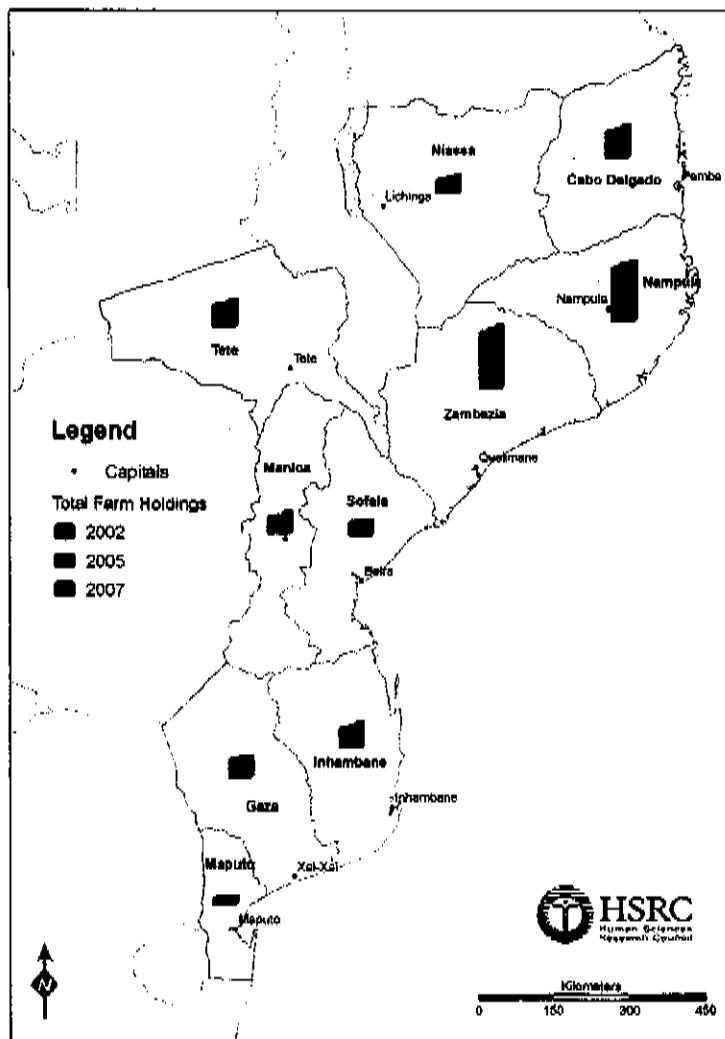 Niassa
Lichinga
Cabo Delgado
Pemba
Nampula
Nampula
Tete
Tete
Zambezia
Quelimane
Legend
Capitals
Total Farm Holdings
2002
2005
2007
Manica
Sofala
Beira
Inhambane
Inhambane
Gaza
Xai-Xai
Maputo
Maputo
HSRC
Human Sciences
Research Council
N
Kilometers
0 150 300 450